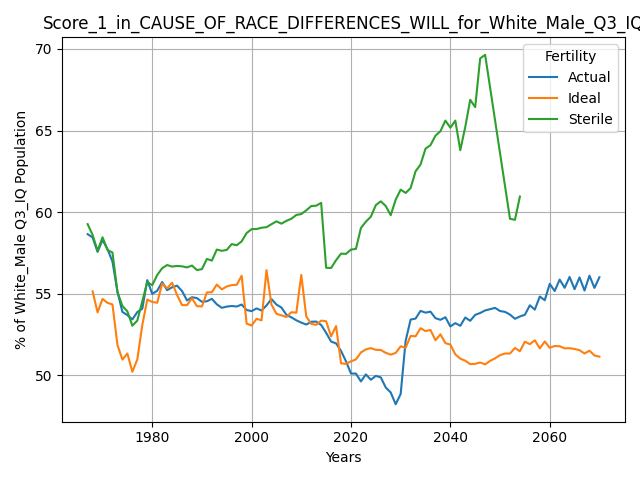 Score_1_in_CAUSE_OF_RACE_DIFFERENCES_WILL_for_White_Male_Q3_IQ
Fertility
Actual
Ideal
Sterile
% of White_Male Q3_IQ Population
70
65
60
55
50
1980
2000
2020
2040
2060
Years